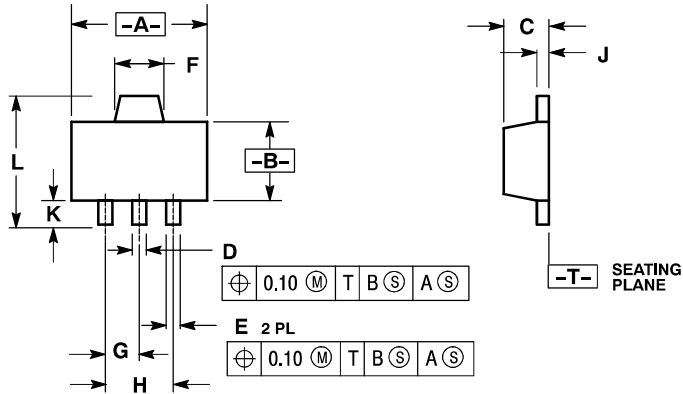 -A-
C
F
J
L
-B-
K
D
-T- SEATING
PLANE
⌖ 0.10 Ⓜ T B Ⓢ A Ⓢ
E 2 PL
G
⌖ 0.10 Ⓜ T B Ⓢ A Ⓢ
H